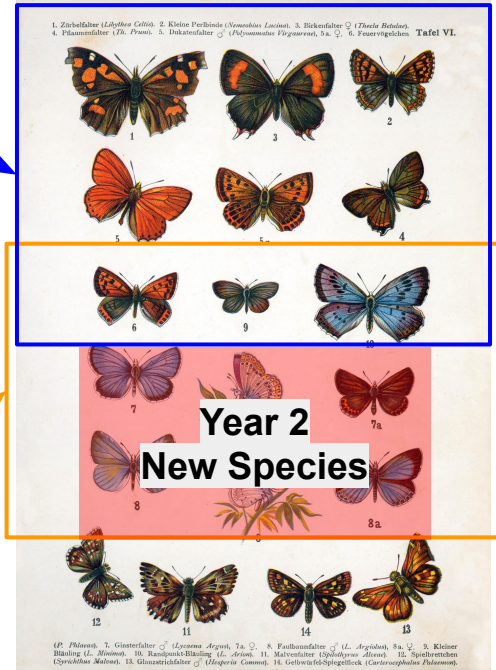 1. Zürbelfalter (Libythea Celtis). 2. Kleine Perlbinde (Nemeobius Lucina). 3. Birkenfalter ♀ (Thecla Betulae).
4. Pflaumenfalter (Th. Pruni). 5. Dukatenfalter ♂ (Polyommatus Virgaureae), 5a. ♀. 6. Feuervögelchen Tafel VI.
1
3
2
5
4
6
9
10
7
7a
Year 2
New Species
8
8a
12
11
14
13
(P. Phlaeas). 7. Ginsterfalter ♂ (Lycaena Argus), 7a. ♀. 8. Faulbaumfalter ♂ (L. Argiolus), 8a. ♀. 9. Kleiner
Bläuling (L. Minima). 10. Randpunkt-Bläuling (L. Arion). 11. Malvenfalter (Spilothyrus Alceae). 12. Spielbrettchen
(Syrichthus Malvae). 13. Glanzstrichfalter ♂ (Hesperia Comma). 14. Gelbwürfel-Spiegelfleck (Carterocephalus Palaemon).